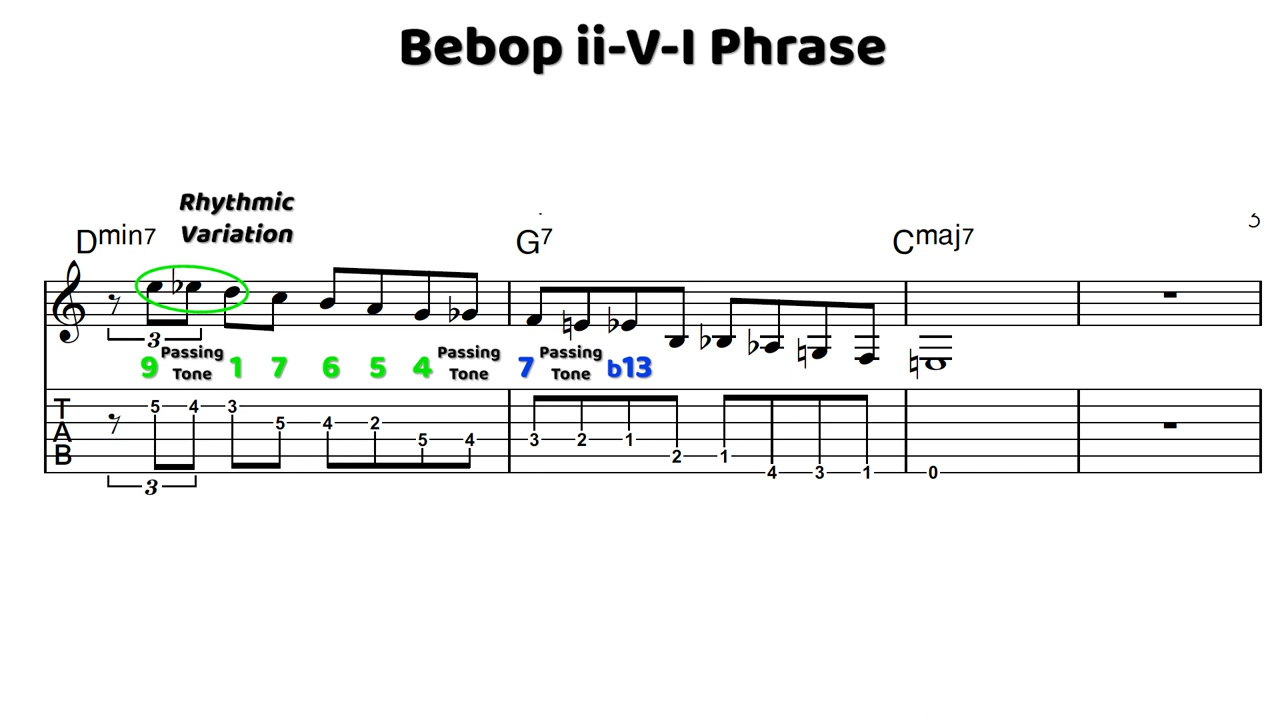 Bebop ii-V-I Phrase
Rhythmic
Variation
Dmin7 G7 Cmaj7
3
9 Passing Tone 1 7 6 5 4 Passing Tone 7 Passing Tone b13
T
A
B
5 4 3 5 4 2 5 4 3 2 1 2 1 4 3 1 0
3